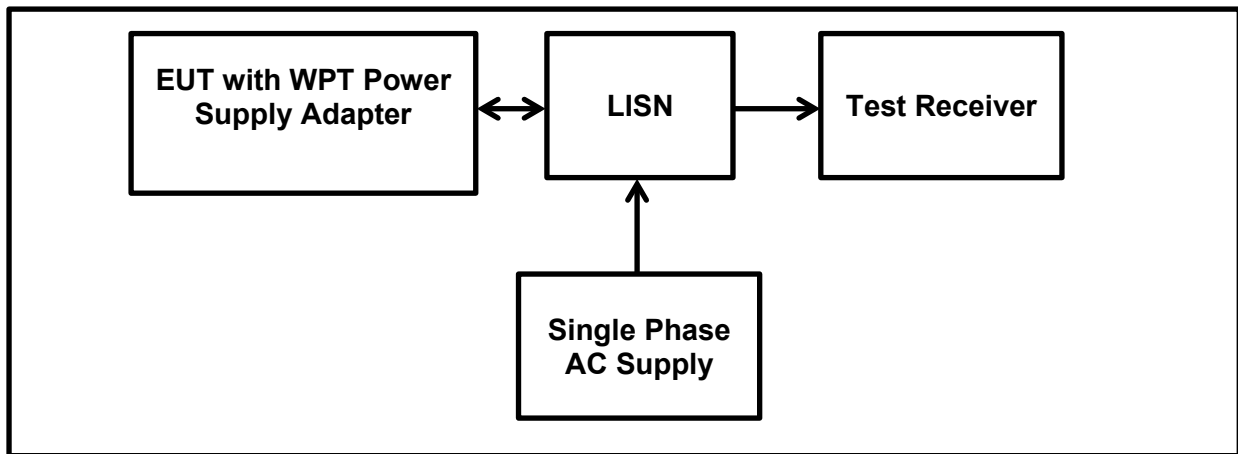 EUT with WPT Power
Supply Adapter
LISN
Test Receiver
Single Phase
AC Supply